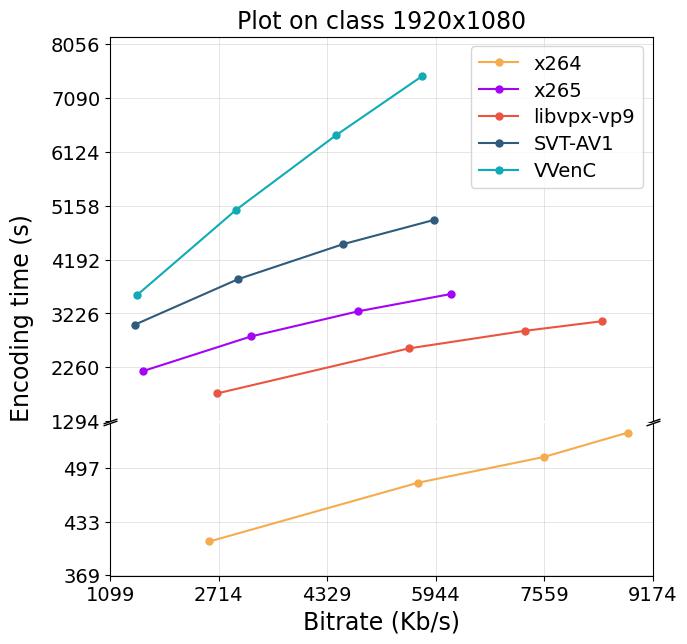 Plot on class 1920x1080
8056
7090
6124
5158
4192
3226
2260
1294
497
433
369
Encoding time (s)
x264
x265
libvpx-vp9
SVT-AV1
VVenC
1099 2714 4329 5944 7559 9174
Bitrate (Kb/s)